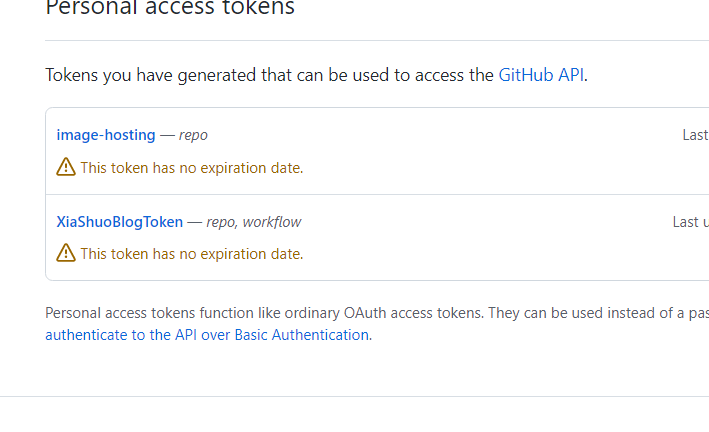 Personal access tokens
Tokens you have generated that can be used to access the GitHub API.
image-hosting — repo
Last
This token has no expiration date.
XiaShuoBlogToken — repo, workflow
Last u
This token has no expiration date.
Personal access tokens function like ordinary OAuth access tokens. They can be used instead of a pas
authenticate to the API over Basic Authentication.